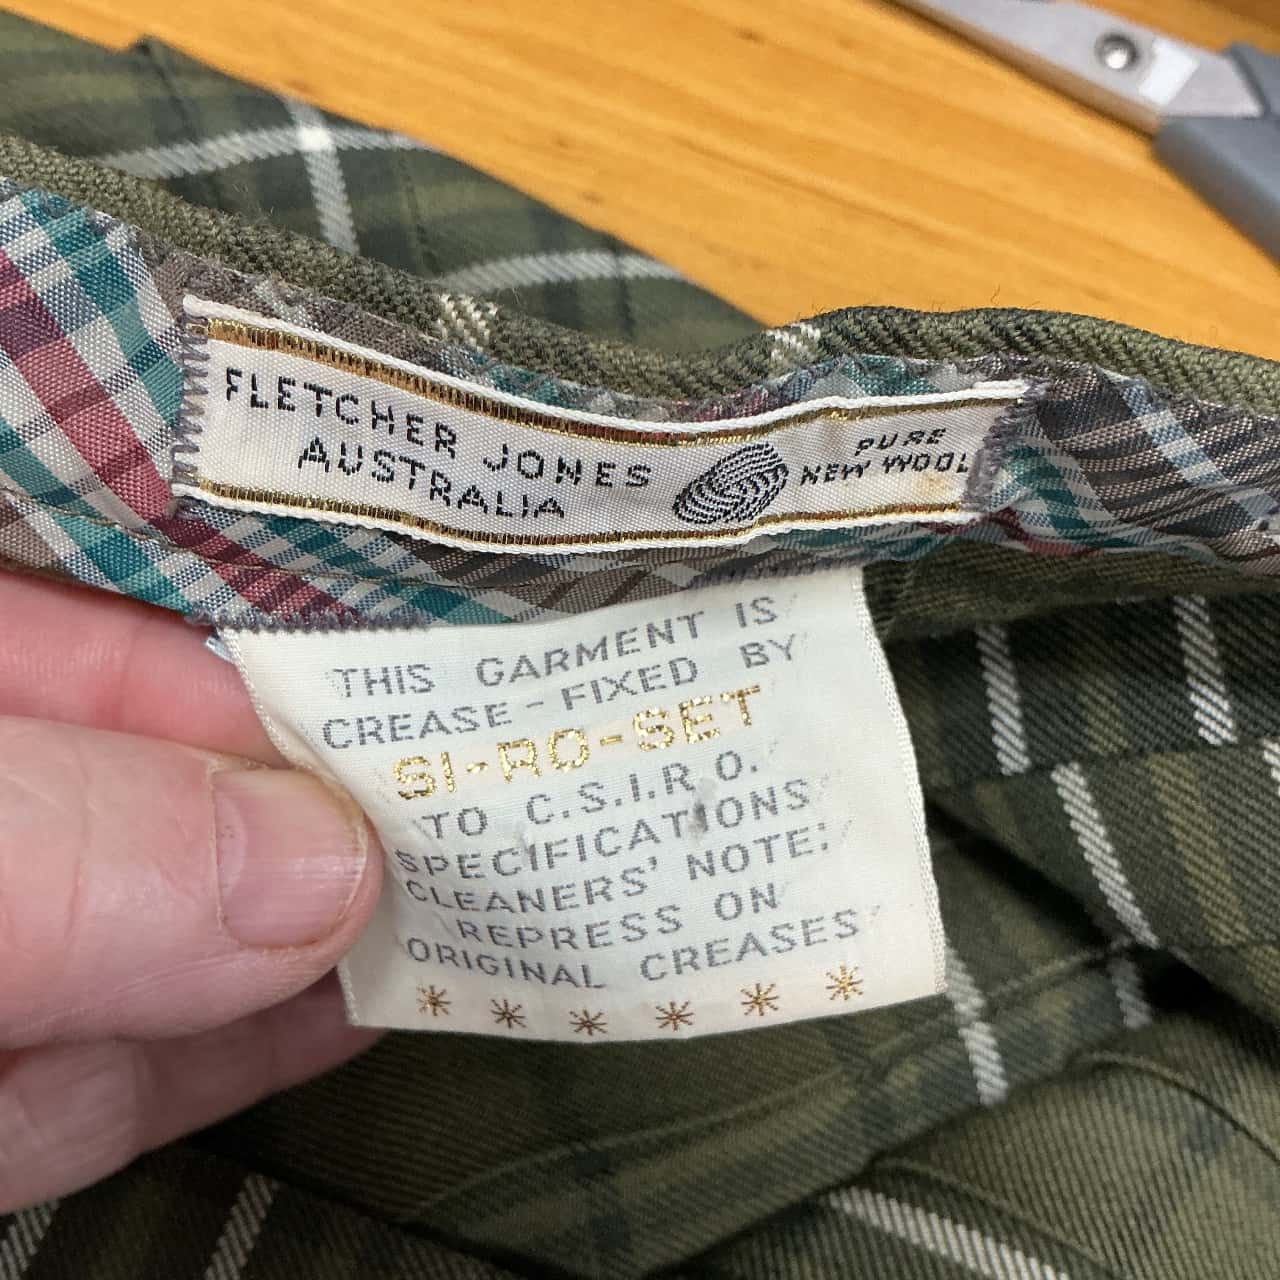 FLETCHER JONES
AUSTRALIA
PURE
NEW WOOL
THIS GARMENT IS
CREASE-FIXED BY
SI-RO-SET
TO C.S.I.R.O.
SPECIFICATIONS
CLEANERS' NOTE:
REPRESS ON
ORIGINAL CREASES